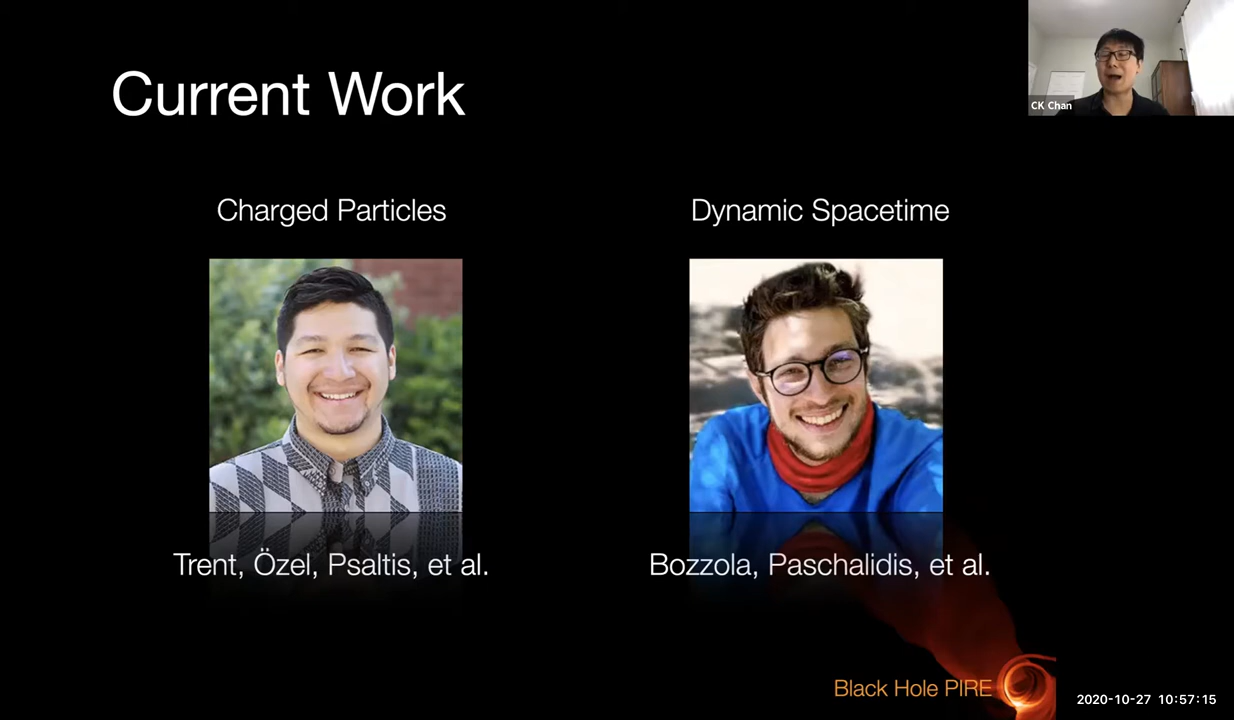 Current Work
CK Chan
Charged Particles
Dynamic Spacetime
Trent, Özel, Psaltis, et al.
Bozzola, Paschalidis, et al.
Black Hole PIRE
2020-10-27 10:57:15